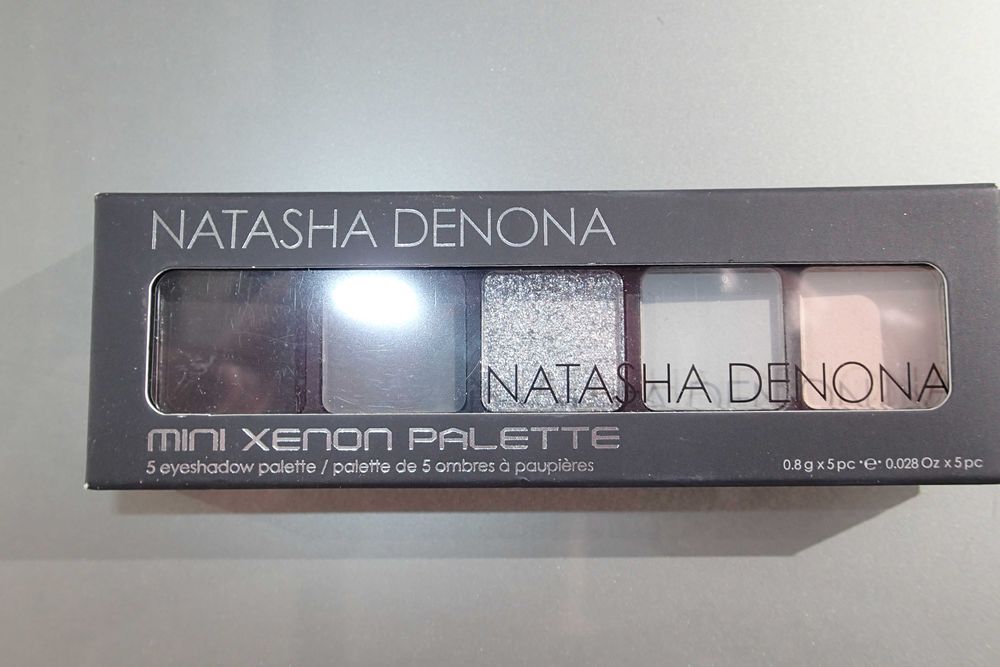 NATASHA DENONA
NATASHA DENONA
MINI XENON PALETTE
5 eyeshadow palette / palette de 5 ombres à paupières
0.8 g x 5 pc "e" 0.028 Oz x 5 pc